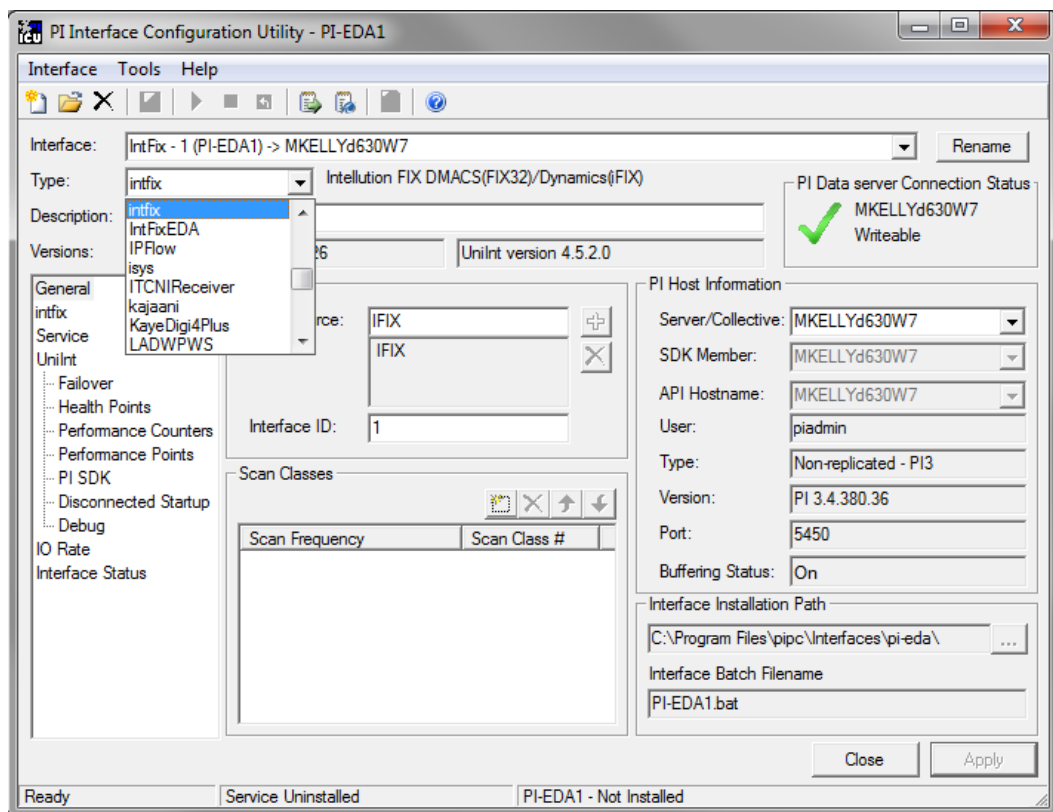 PI Interface Configuration Utility - PI-EDA1
Interface Tools Help
Interface: IntFix - 1 (PI-EDA1) -> MKELLYd630W7 Rename
Type: intfix Intellution FIX DMACS(FIX32)/Dynamics(iFIX)
PI Data server Connection Status
MKELLYd630W7
Writeable
Description:
Versions: 26 UniInt version 4.5.2.0
intfix
IntFixEDA
IPFlow
isys
ITCNIReceiver
kajaani
KayeDigi4Plus
LADWPWS
General
intfix
Service
UniInt
Failover
Health Points
Performance Counters
Performance Points
PI SDK
Disconnected Startup
Debug
IO Rate
Interface Status
rce: IFIX
IFIX
Interface ID: 1
Scan Classes
Scan Frequency Scan Class #
PI Host Information
Server/Collective: MKELLYd630W7
SDK Member: MKELLYd630W7
API Hostname: MKELLYd630W7
User: piadmin
Type: Non-replicated - PI3
Version: PI 3.4.380.36
Port: 5450
Buffering Status: On
Interface Installation Path
C:\Program Files\pipc\Interfaces\pi-eda\ ...
Interface Batch Filename
PI-EDA1.bat
Close Apply
Ready Service Uninstalled PI-EDA1 - Not Installed